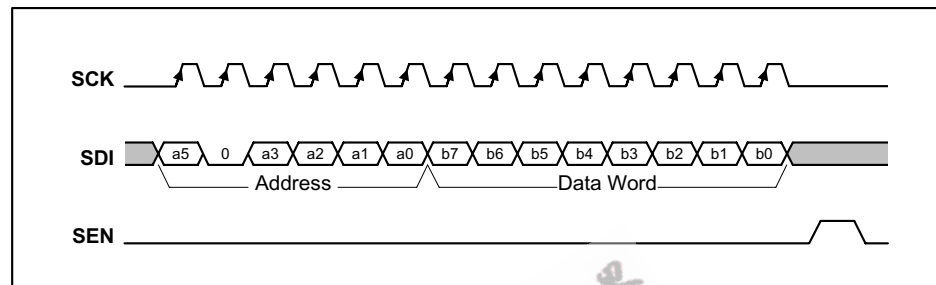 SCK
SDI a5 0 a3 a2 a1 a0 b7 b6 b5 b4 b3 b2 b1 b0
Address Data Word
SEN